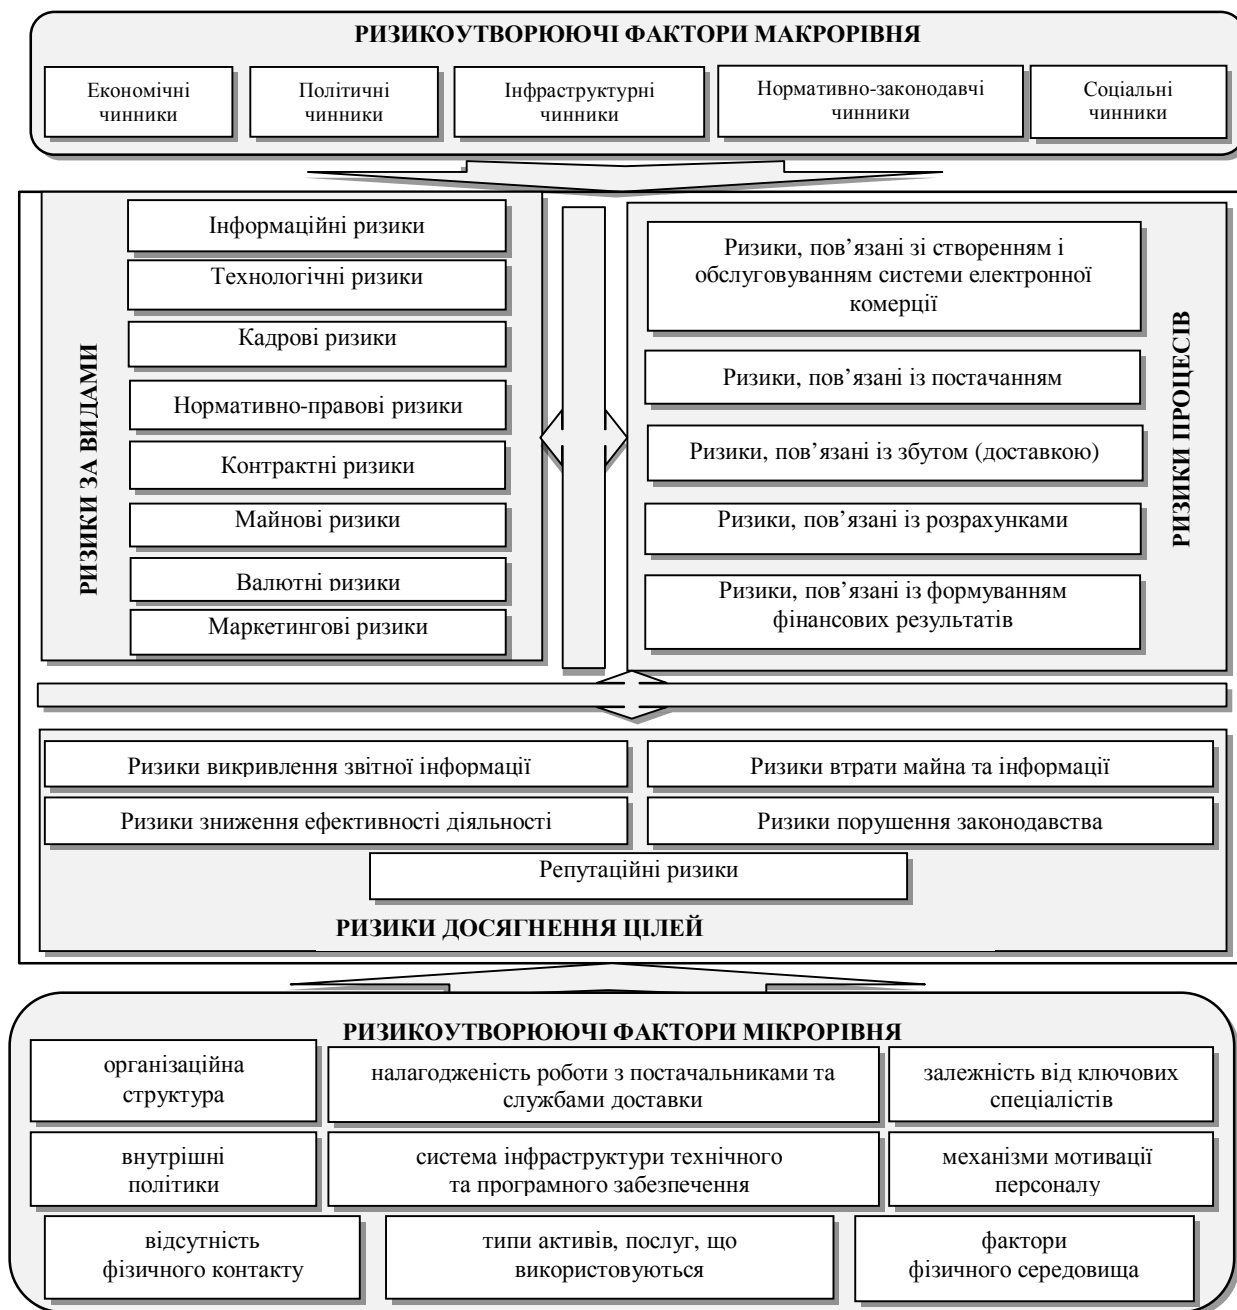 РИЗИКОУТВОРЮЮЧІ ФАКТОРИ МАКРОРІВНЯ
Економічні
чинники
Політичні
чинники
Інфраструктурні
чинники
Нормативно-законодавчі
чинники
Соціальні
чинники
РИЗИКИ ЗА ВИДАМИ
Інформаційні ризики
Технологічні ризики
Кадрові ризики
Нормативно-правові ризики
Контрактні ризики
Майнові ризики
Валютні ризики
Маркетингові ризики
Ризики, пов’язані зі створенням і
обслуговуванням системи електронної
комерції
Ризики, пов’язані із постачанням
Ризики, пов’язані із збутом (доставкою)
Ризики, пов’язані із розрахунками
Ризики, пов’язані із формуванням
фінансових результатів
РИЗИКИ ПРОЦЕСІВ
Ризики викривлення звітної інформації
Ризики втрати майна та інформації
Ризики зниження ефективності діяльності
Ризики порушення законодавства
Репутаційні ризики
РИЗИКИ ДОСЯГНЕННЯ ЦІЛЕЙ
РИЗИКОУТВОРЮЮЧІ ФАКТОРИ МІКРОРІВНЯ
організаційна
структура
налагодженість роботи з постачальниками та
службами доставки
залежність від ключових
спеціалістів
внутрішні
політики
система інфраструктури технічного
та програмного забезпечення
механізми мотивації
персоналу
відсутність
фізичного контакту
типи активів, послуг, що
використовуються
фактори
фізичного середовища